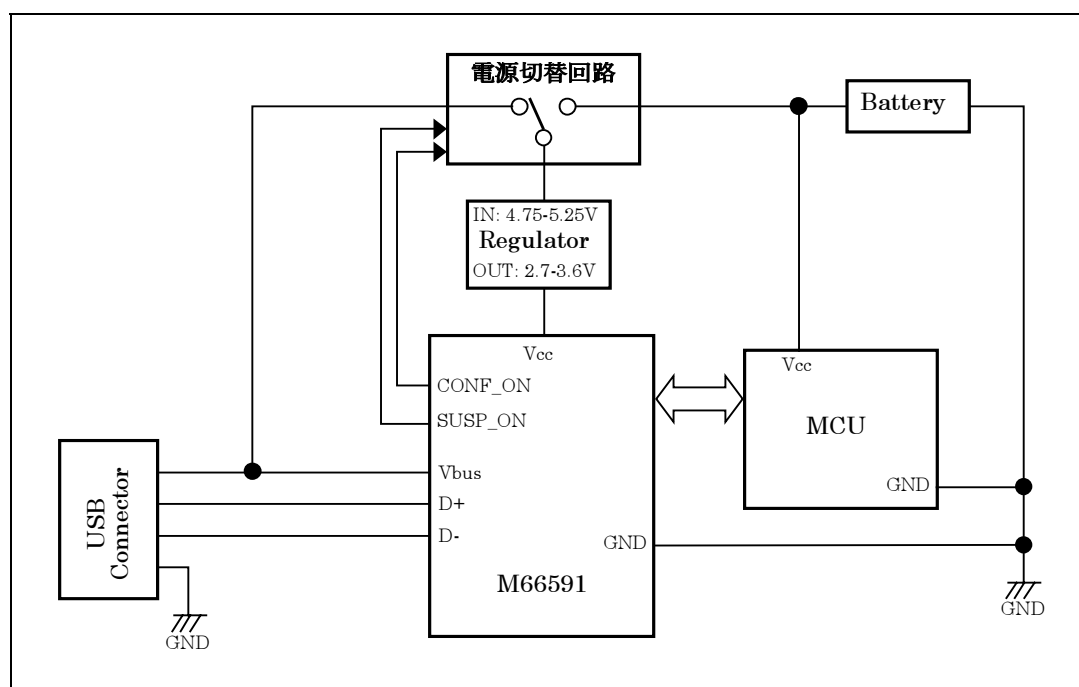 電源切替回路
Battery
IN: 4.75-5.25V
Regulator
OUT: 2.7-3.6V
Vcc
CONF_ON
SUSP_ON
Vbus
D+
D-
GND
M66591
Vcc
MCU
GND
USB
Connector
GND
GND